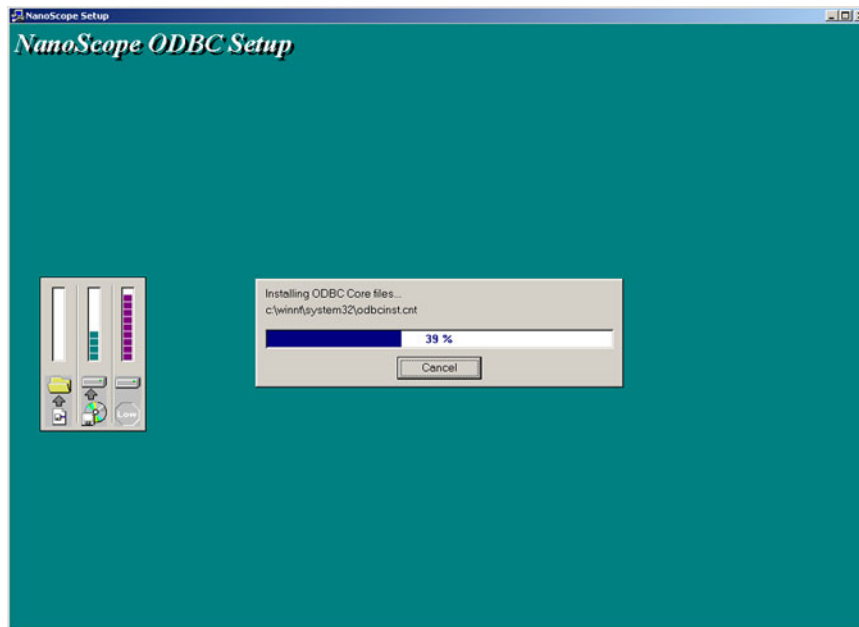 NanoScope Setup
NanoScope ODBC Setup
Installing ODBC Core files...
c:\winnt\system32\odbcinst.cnt
39 %
Cancel
Low